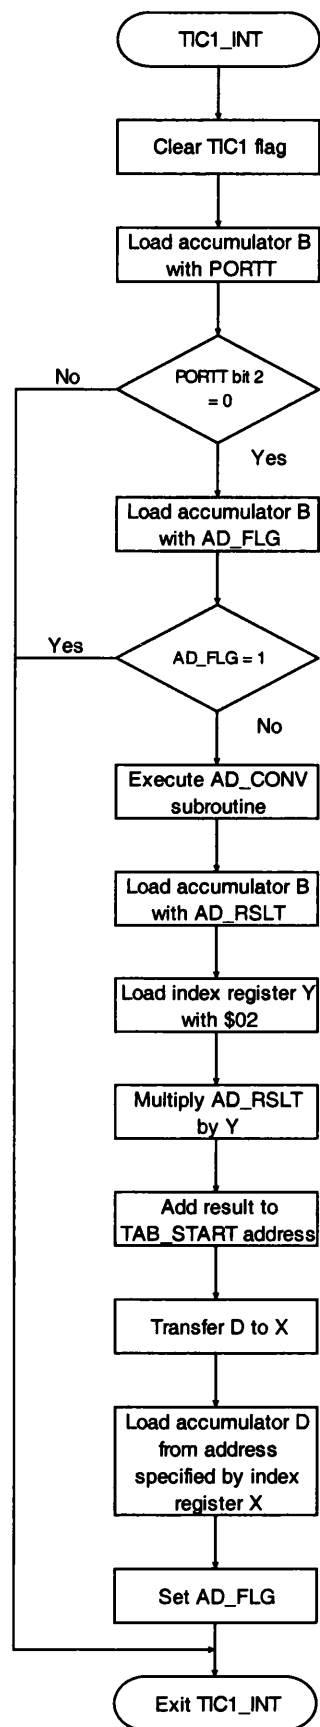 TIC1_INT
Clear TIC1 flag
Load accumulator B
with PORTT
No
PORTT bit 2
= 0
Yes
Load accumulator B
with AD_FLG
Yes
AD_FLG = 1
No
Execute AD_CONV
subroutine
Load accumulator B
with AD_RSLT
Load index register Y
with $02
Multiply AD_RSLT
by Y
Add result to
TAB_START address
Transfer D to X
Load accumulator D
from address
specified by index
register X
Set AD_FLG
Exit TIC1_INT